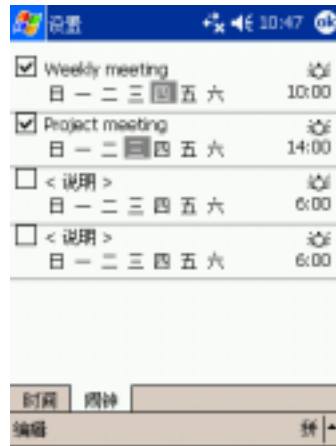 设置 10:47 ok
Weekly meeting
日 一 二 三 四 五 六 10:00
Project meeting
日 一 二 三 四 五 六 14:00
< 说明 >
日 一 二 三 四 五 六 6:00
< 说明 >
日 一 二 三 四 五 六 6:00
时间 闹钟
编辑 拼